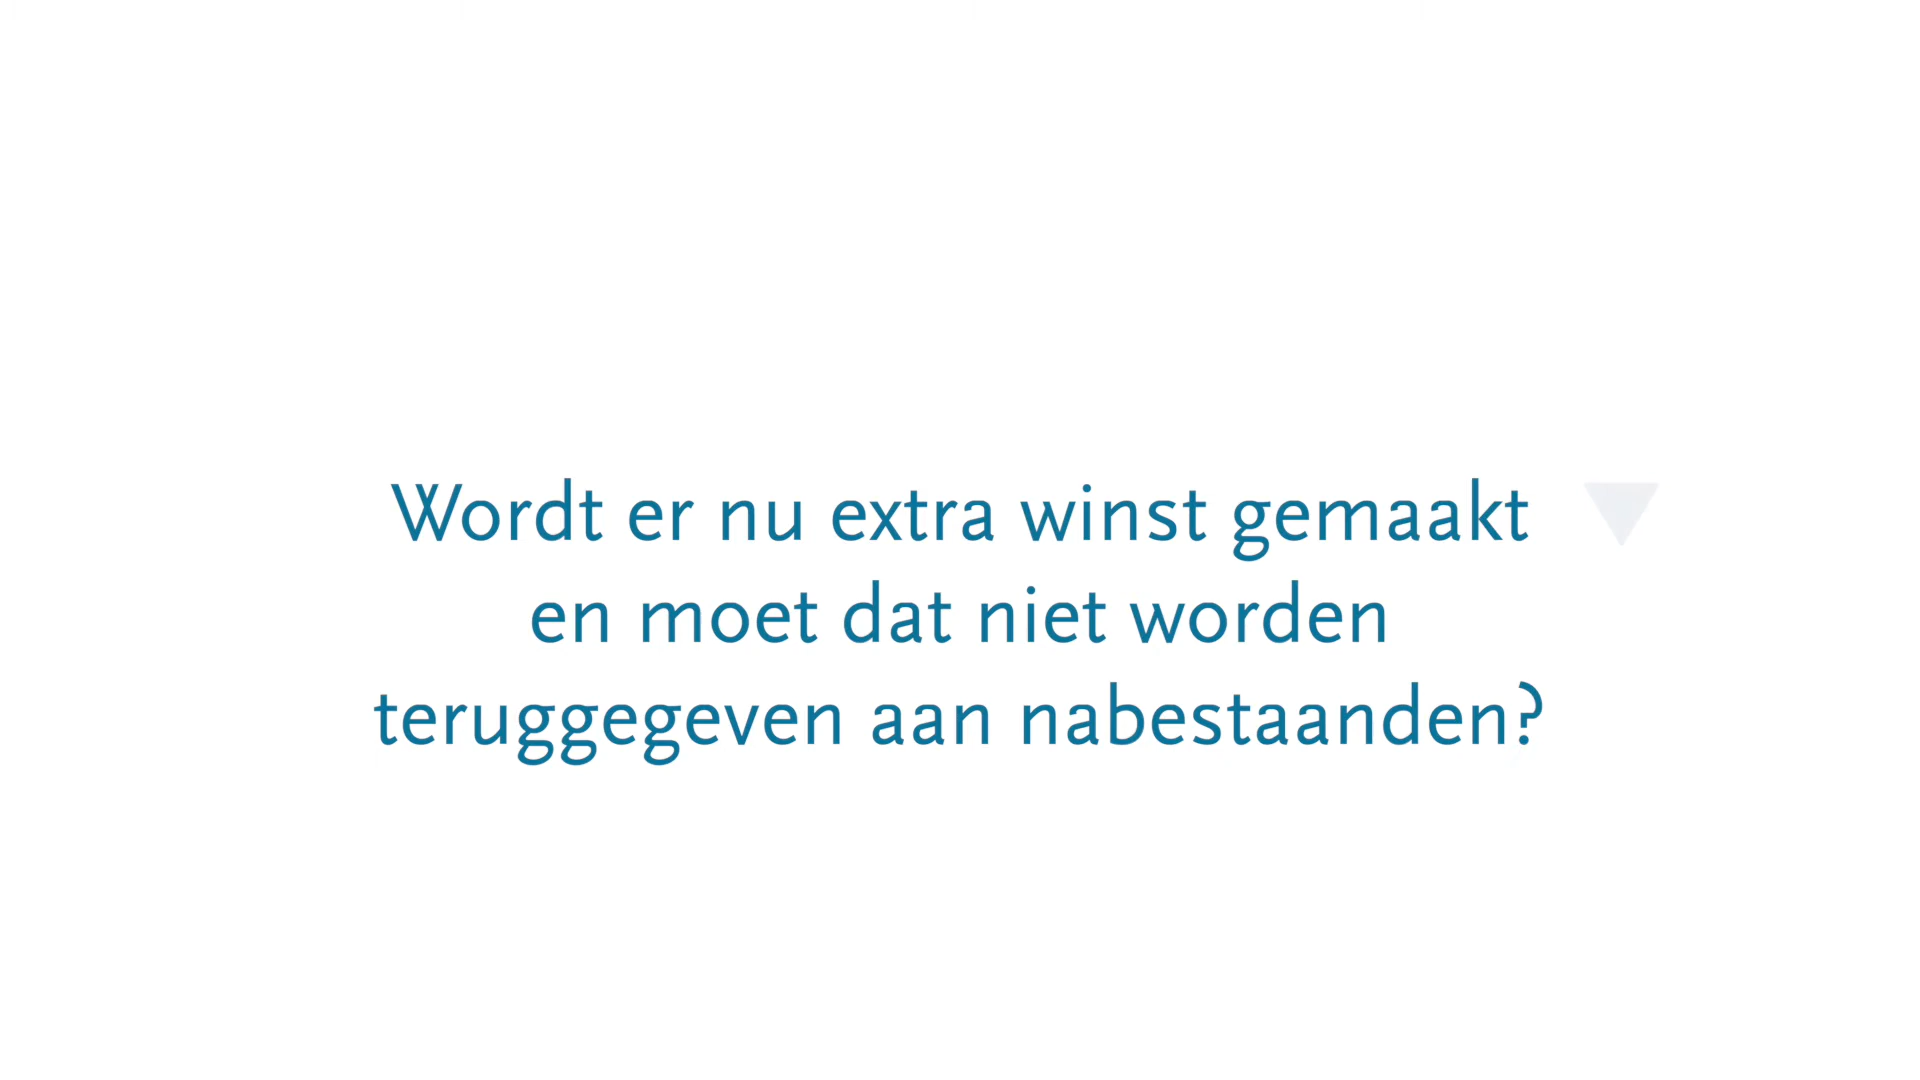 Wordt er nu extra winst gemaakt
en moet dat niet worden
teruggegeven aan nabestaanden?